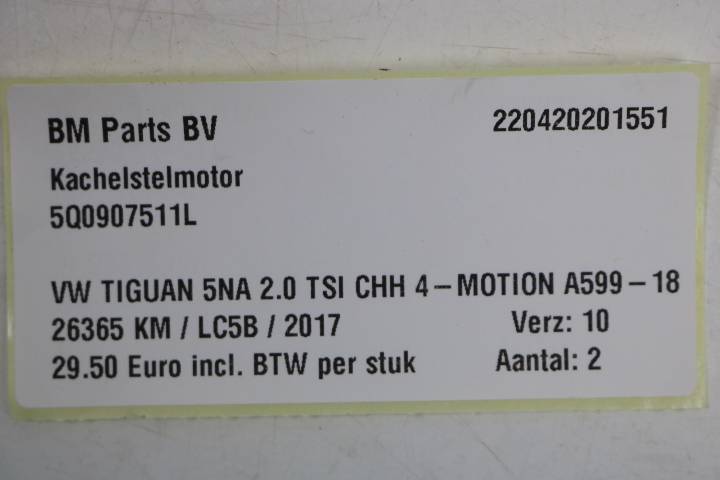 BM Parts BV 220420201551
Kachelstelmotor
5Q0907511L
VW TIGUAN 5NA 2.0 TSI CHH 4-MOTION A599-18
26365 KM / LC5B / 2017 Verz: 10
29.50 Euro incl. BTW per stuk Aantal: 2